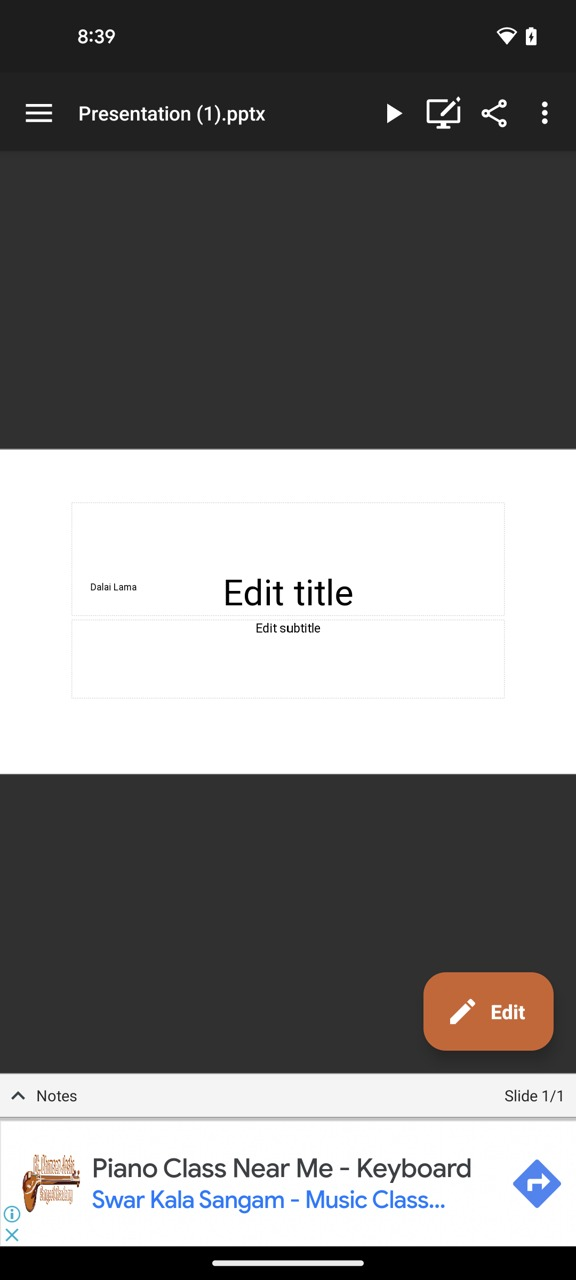 8:39
Presentation (1).pptx
Dalai Lama
Edit title
Edit subtitle
Edit
Notes
Slide 1/1
Piano Class Near Me - Keyboard
Swar Kala Sangam - Music Class...